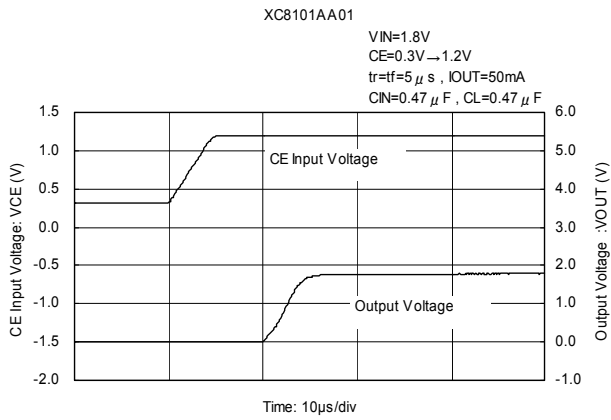 XC8101AA01
VIN=1.8V
CE=0.3V→1.2V
tr=tf=5μs , IOUT=50mA
CIN=0.47μF , CL=0.47μF
1.5
1.0
0.5
0.0
-0.5
-1.0
-1.5
-2.0
CE Input Voltage: VCE (V)
CE Input Voltage
Output Voltage
6.0
5.0
4.0
3.0
2.0
1.0
0.0
-1.0
Output Voltage :VOUT (V)
Time: 10μs/div